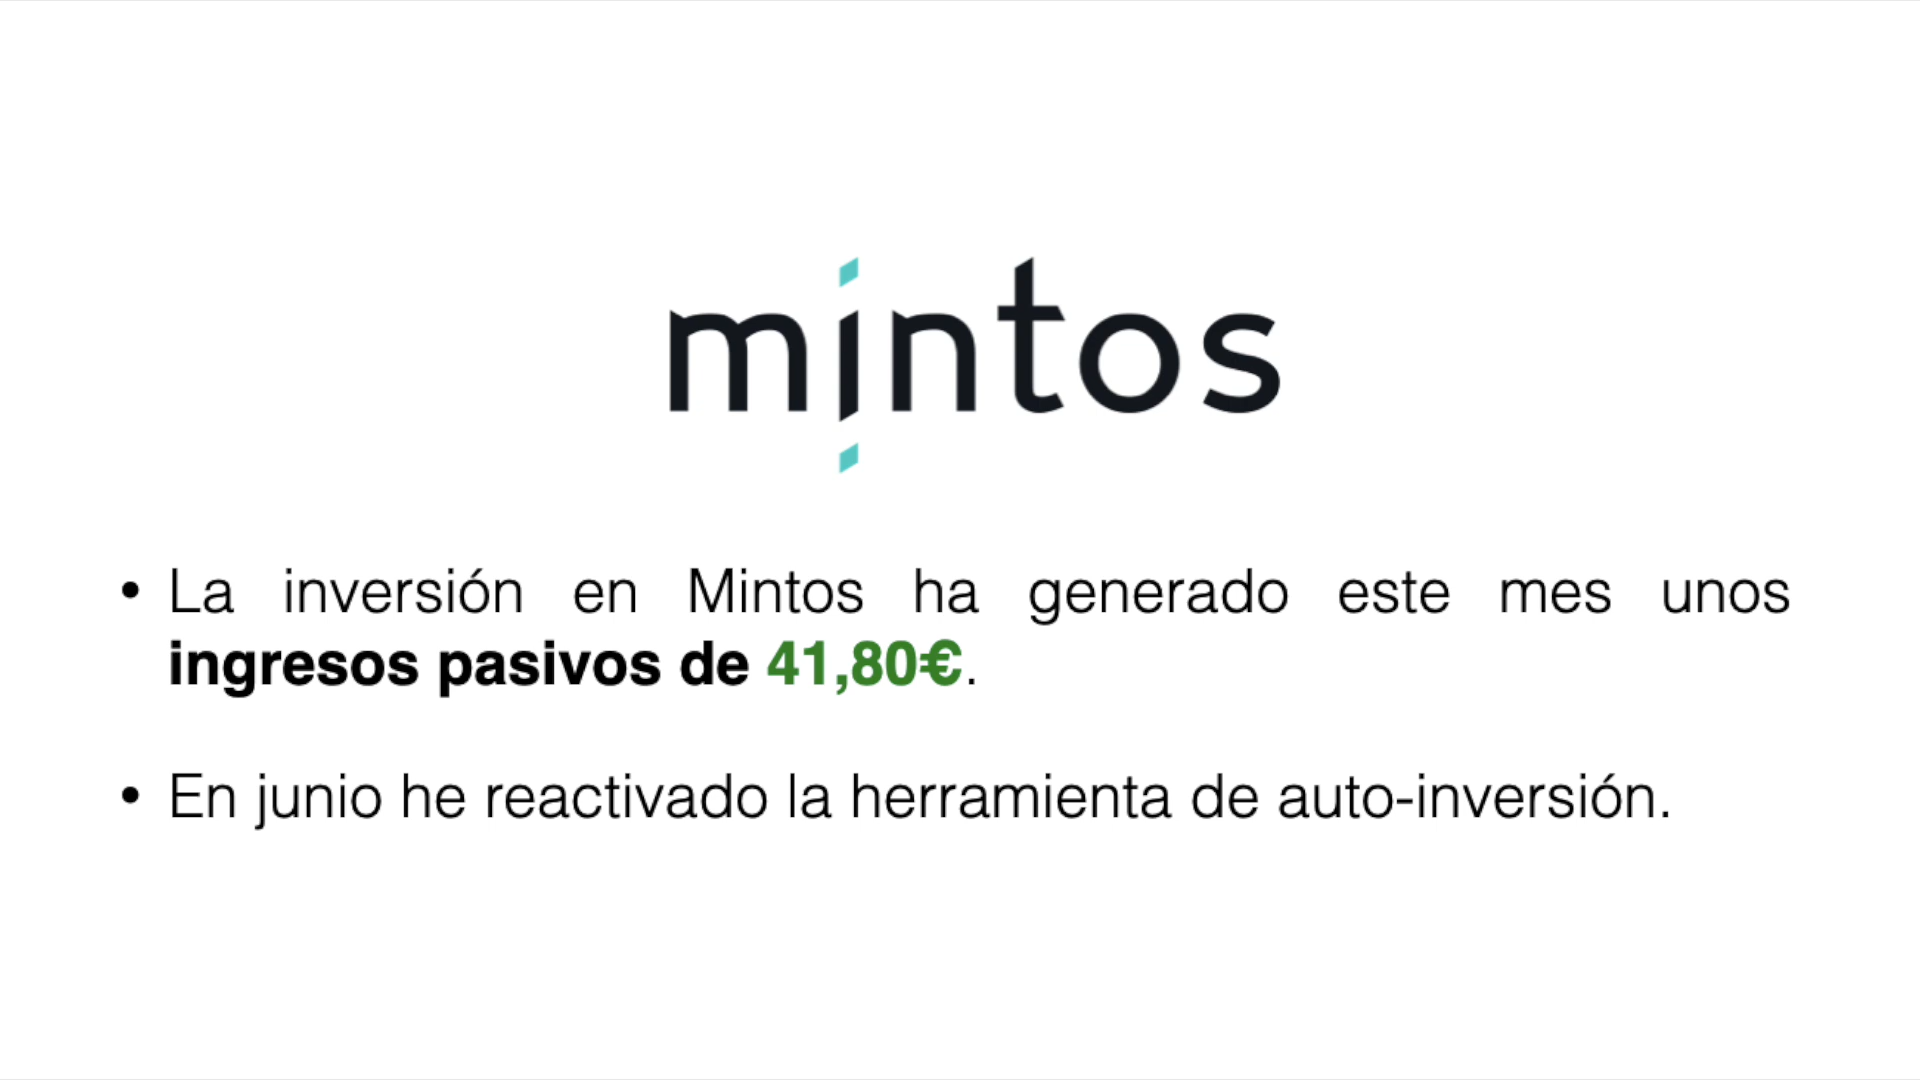 mintos
• La inversión en Mintos ha generado este mes unos
ingresos pasivos de 41,80€.
• En junio he reactivado la herramienta de auto-inversión.